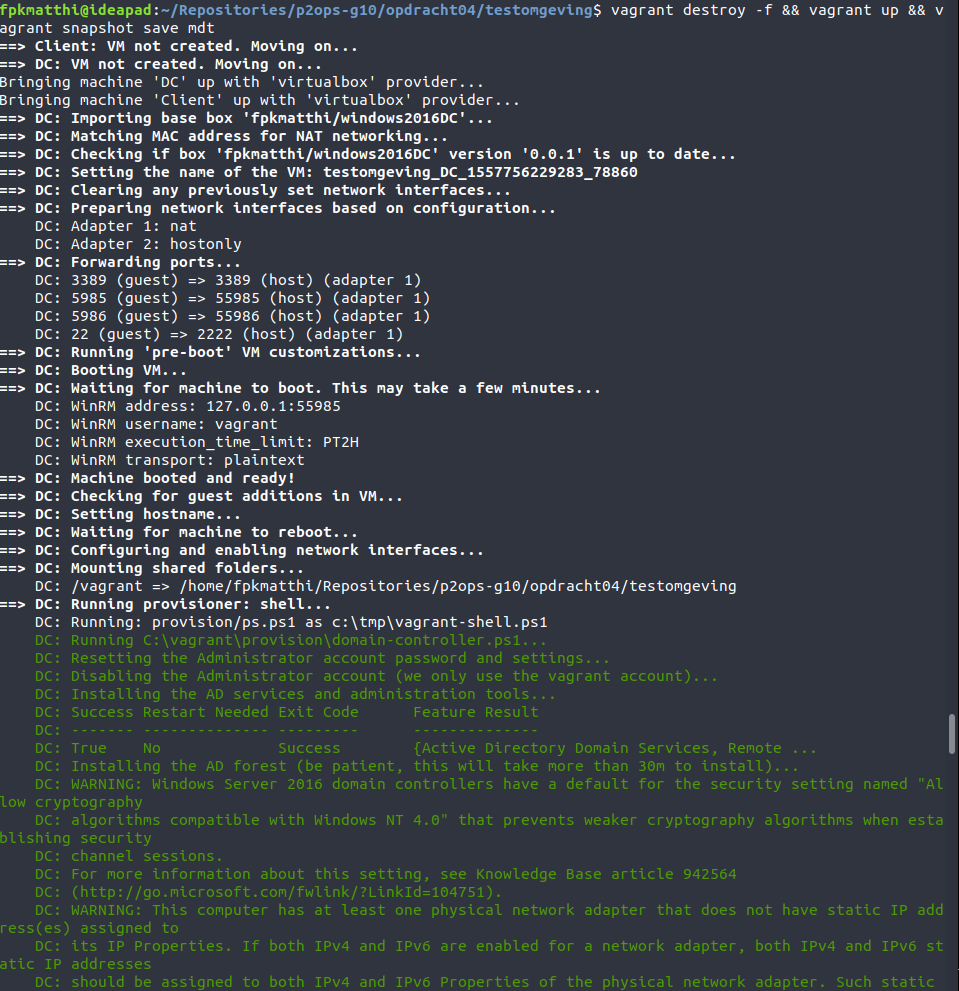 fpkmatthi@ideapad:~/Repositories/p2ops-g10/opdracht04/testomgeving$ vagrant destroy -f && vagrant up && v
agrant snapshot save mdt
==> Client: VM not created. Moving on...
==> DC: VM not created. Moving on...
Bringing machine 'DC' up with 'virtualbox' provider...
Bringing machine 'Client' up with 'virtualbox' provider...
==> DC: Importing base box 'fpkmatthi/windows2016DC'...
==> DC: Matching MAC address for NAT networking...
==> DC: Checking if box 'fpkmatthi/windows2016DC' version '0.0.1' is up to date...
==> DC: Setting the name of the VM: testomgeving_DC_1557756229283_78860
==> DC: Clearing any previously set network interfaces...
==> DC: Preparing network interfaces based on configuration...
    DC: Adapter 1: nat
    DC: Adapter 2: hostonly
==> DC: Forwarding ports...
    DC: 3389 (guest) => 3389 (host) (adapter 1)
    DC: 5985 (guest) => 55985 (host) (adapter 1)
    DC: 5986 (guest) => 55986 (host) (adapter 1)
    DC: 22 (guest) => 2222 (host) (adapter 1)
==> DC: Running 'pre-boot' VM customizations...
==> DC: Booting VM...
==> DC: Waiting for machine to boot. This may take a few minutes...
    DC: WinRM address: 127.0.0.1:55985
    DC: WinRM username: vagrant
    DC: WinRM execution_time_limit: PT2H
    DC: WinRM transport: plaintext
==> DC: Machine booted and ready!
==> DC: Checking for guest additions in VM...
==> DC: Setting hostname...
==> DC: Waiting for machine to reboot...
==> DC: Configuring and enabling network interfaces...
==> DC: Mounting shared folders...
    DC: /vagrant => /home/fpkmatthi/Repositories/p2ops-g10/opdracht04/testomgeving
==> DC: Running provisioner: shell...
    DC: Running: provision/ps.ps1 as c:\tmp\vagrant-shell.ps1
    DC: Running C:\vagrant\provision\domain-controller.ps1...
    DC: Resetting the Administrator account password and settings...
    DC: Disabling the Administrator account (we only use the vagrant account)...
    DC: Installing the AD services and administration tools...
    DC: Success Restart Needed Exit Code      Feature Result
    DC: ------- -------------- ---------      --------------
    DC: True    No             Success        {Active Directory Domain Services, Remote ...
    DC: Installing the AD forest (be patient, this will take more than 30m to install)...
    DC: WARNING: Windows Server 2016 domain controllers have a default for the security setting named "Al
low cryptography
    DC: algorithms compatible with Windows NT 4.0" that prevents weaker cryptography algorithms when esta
blishing security
    DC: channel sessions.
    DC: For more information about this setting, see Knowledge Base article 942564
    DC: (http://go.microsoft.com/fwlink/?LinkId=104751).
    DC: WARNING: This computer has at least one physical network adapter that does not have static IP add
ress(es) assigned to
    DC: its IP Properties. If both IPv4 and IPv6 are enabled for a network adapter, both IPv4 and IPv6 st
atic IP addresses
    DC: should be assigned to both IPv4 and IPv6 Properties of the physical network adapter. Such static